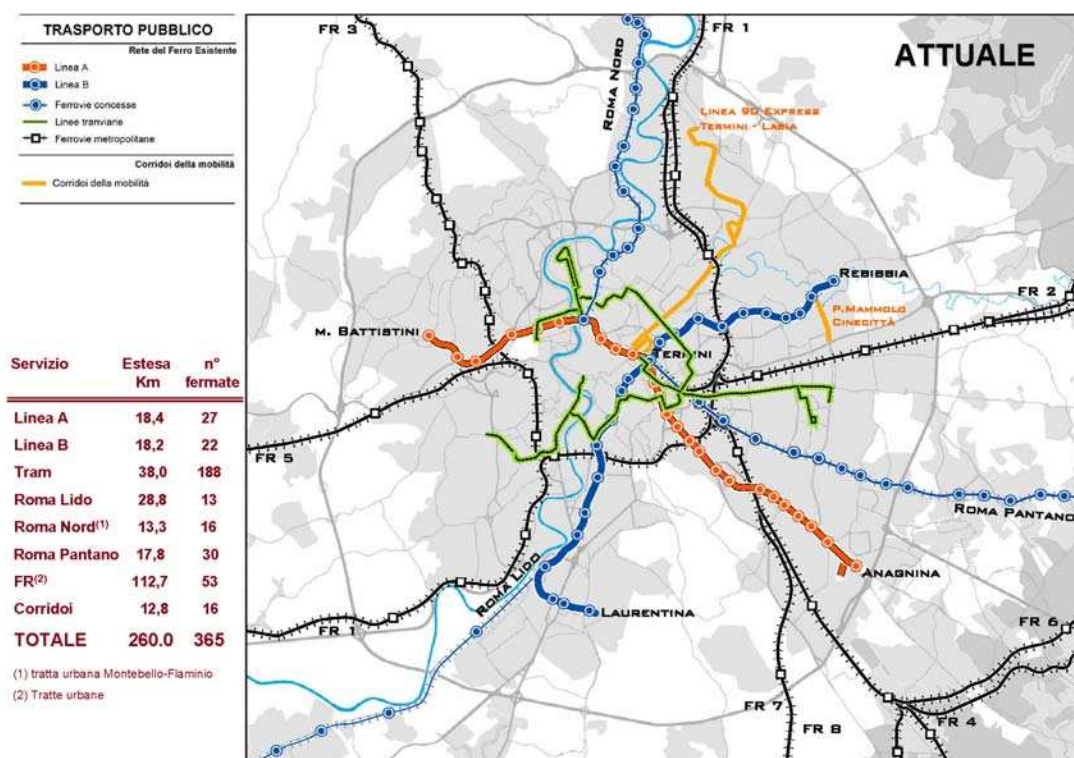 TRASPORTO PUBBLICO
Rete del Ferro Esistente
Linea A
Linea B
Ferrovie concesse
Linee tranviarie
Ferrovie metropolitane
Corridoi della mobilità
Corridoi della mobilità
Servizio Estesa Km n° fermate
Linea A 18,4 27
Linea B 18,2 22
Tram 38,0 188
Roma Lido 28,8 13
Roma Nord(1) 13,3 16
Roma Pantano 17,8 30
FR(2) 112,7 53
Corridoi 12,8 16
TOTALE 260.0 365
(1) tratta urbana Montebello-Flaminio
(2) Tratte urbane
ATTUALE
FR 3
ROMA NORD
FR 1
LINEA 90 EXPRESS
TERMINI - LABIA
REBIBBIA
FR 2
P.MAMMOLO
CINECITTÀ
M. BATTISTINI
TERMINI
FR 5
ROMA PANTANO
ANAGNINA
ROMA LIDO
LAURENTINA
FR 1
FR 6
FR 7
FR 8
FR 4